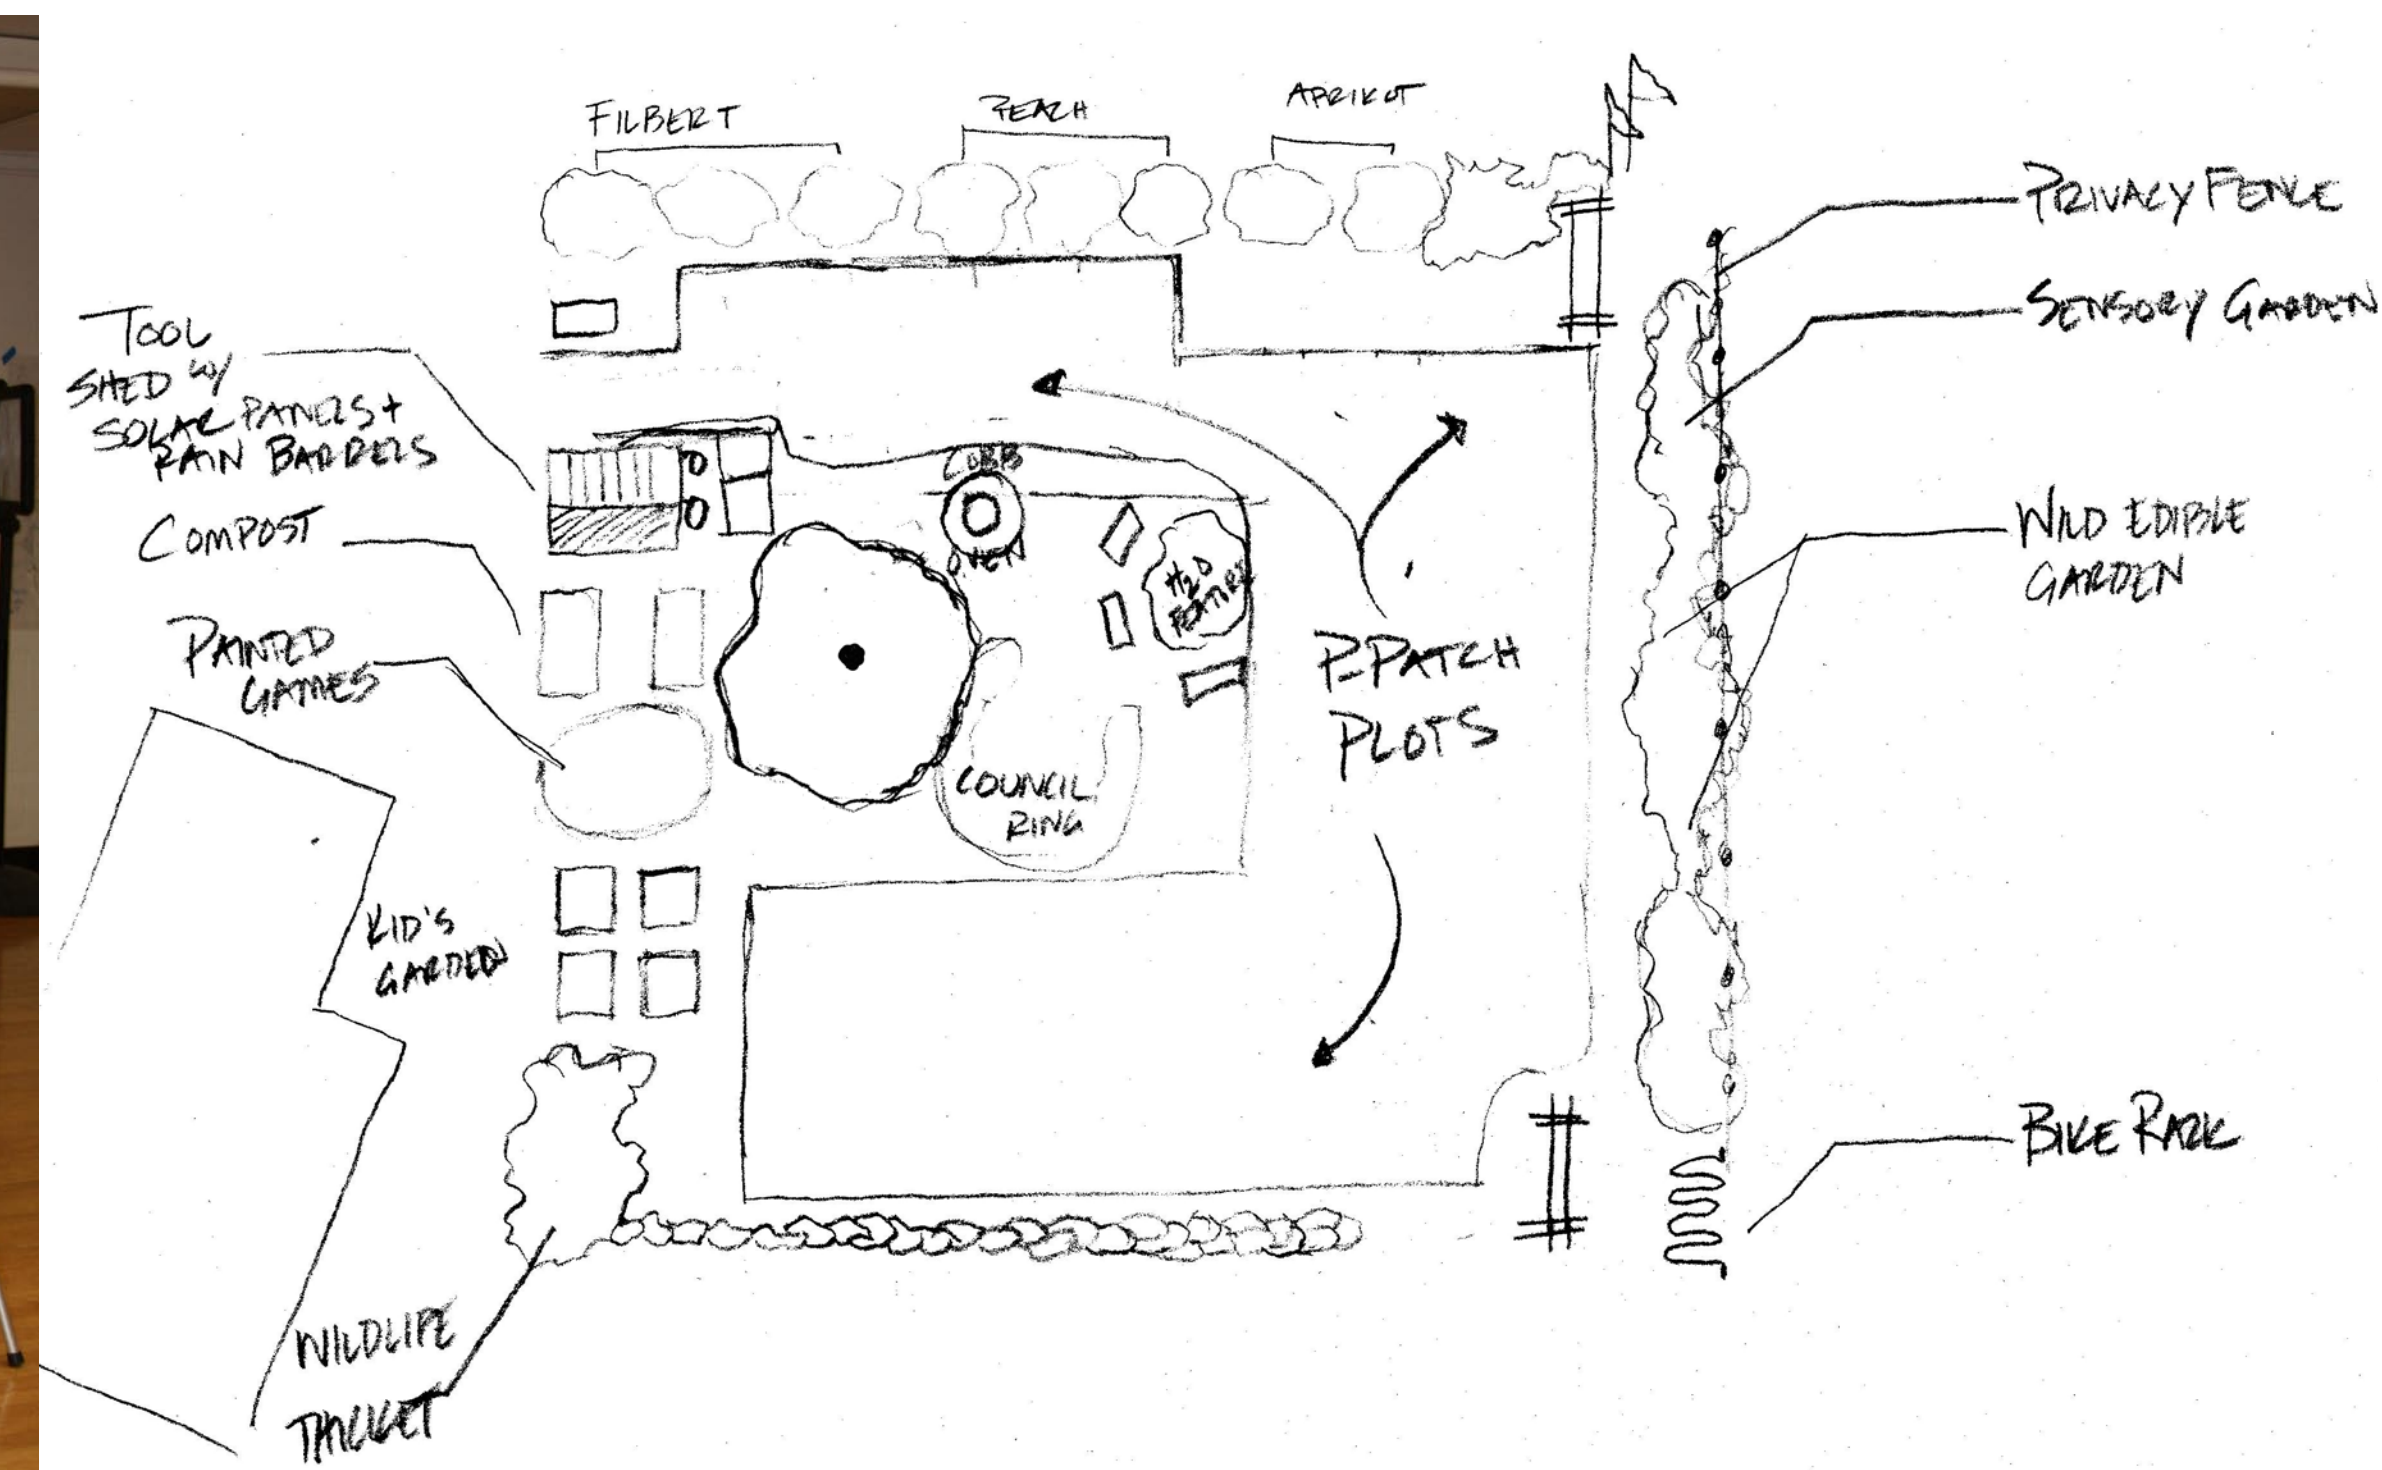 FILBERT
PEACH
APRIKOT
PRIVACY FENCE
SENSORY GARDEN
TOOL
SHED W/
SOLAR PANELS +
RAIN BARRELS
COMPOST
PAINTED
GAMES
COBB
OVEN
H2O
FEATURE
WILD EDIBLE
GARDEN
P-PATCH
PLOTS
COUNCIL
RING
KID'S
GARDEN
BIKE RACK
WILDLIFE
THICKET